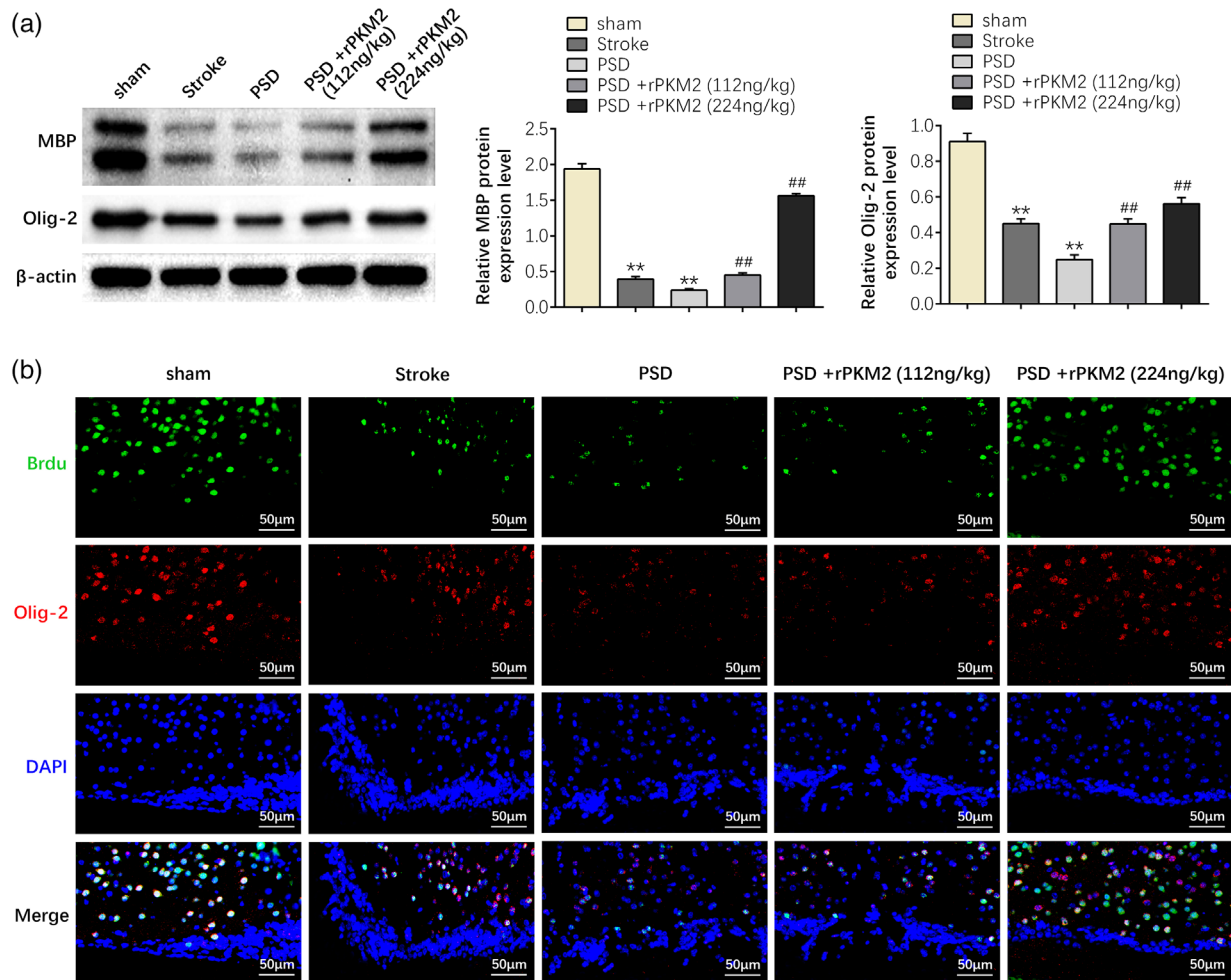 (a)
sham
Stroke
PSD
PSD +rPKM2
(112ng/kg)
PSD +rPKM2
(224ng/kg)
MBP
Olig-2
β-actin
sham
Stroke
PSD
PSD +rPKM2 (112ng/kg)
PSD +rPKM2 (224ng/kg)
Relative MBP protein
expression level
2.5
2.0
1.5
1.0
0.5
0.0
**
**
##
##
sham
Stroke
PSD
PSD +rPKM2 (112ng/kg)
PSD +rPKM2 (224ng/kg)
Relative Olig-2 protein
expression level
1.0
0.8
0.6
0.4
0.2
0.0
**
**
##
##
(b)
sham
Stroke
PSD
PSD +rPKM2 (112ng/kg)
PSD +rPKM2 (224ng/kg)
Brdu
50μm
50μm
50μm
50μm
50μm
Olig-2
50μm
50μm
50μm
50μm
50μm
DAPI
50μm
50μm
50μm
50μm
50μm
Merge
50μm
50μm
50μm
50μm
50μm